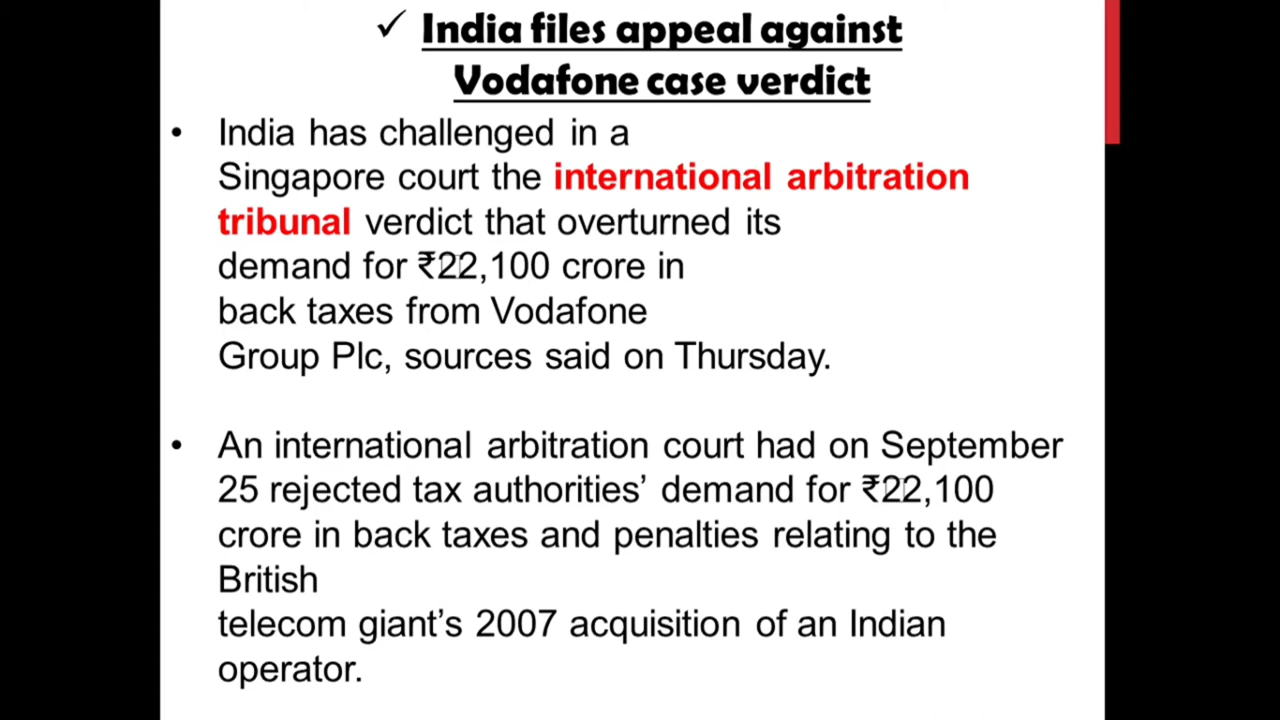 ✓ India files appeal against
Vodafone case verdict
• India has challenged in a
Singapore court the international arbitration
tribunal verdict that overturned its
demand for ₹22,100 crore in
back taxes from Vodafone
Group Plc, sources said on Thursday.
• An international arbitration court had on September
25 rejected tax authorities’ demand for ₹22,100
crore in back taxes and penalties relating to the
British
telecom giant’s 2007 acquisition of an Indian
operator.